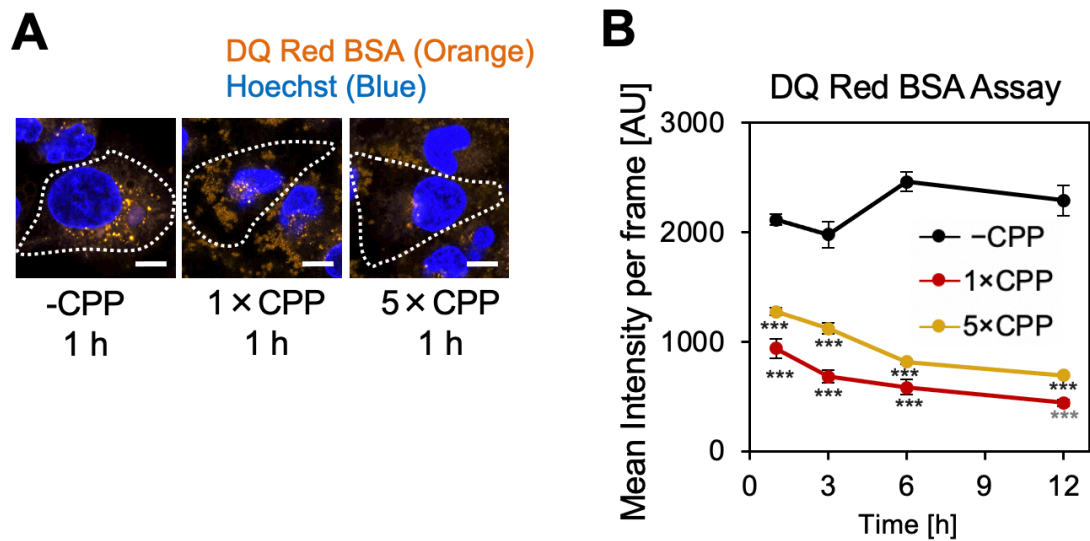 A
DQ Red BSA (Orange)
Hoechst (Blue)
-CPP
1 h
1×CPP
1 h
5×CPP
1 h
B
DQ Red BSA Assay
Mean Intensity per frame [AU]
3000
2000
1000
0
−CPP
1×CPP
5×CPP
***
***
***
***
***
***
***
***
0
3
6
9
12
Time [h]